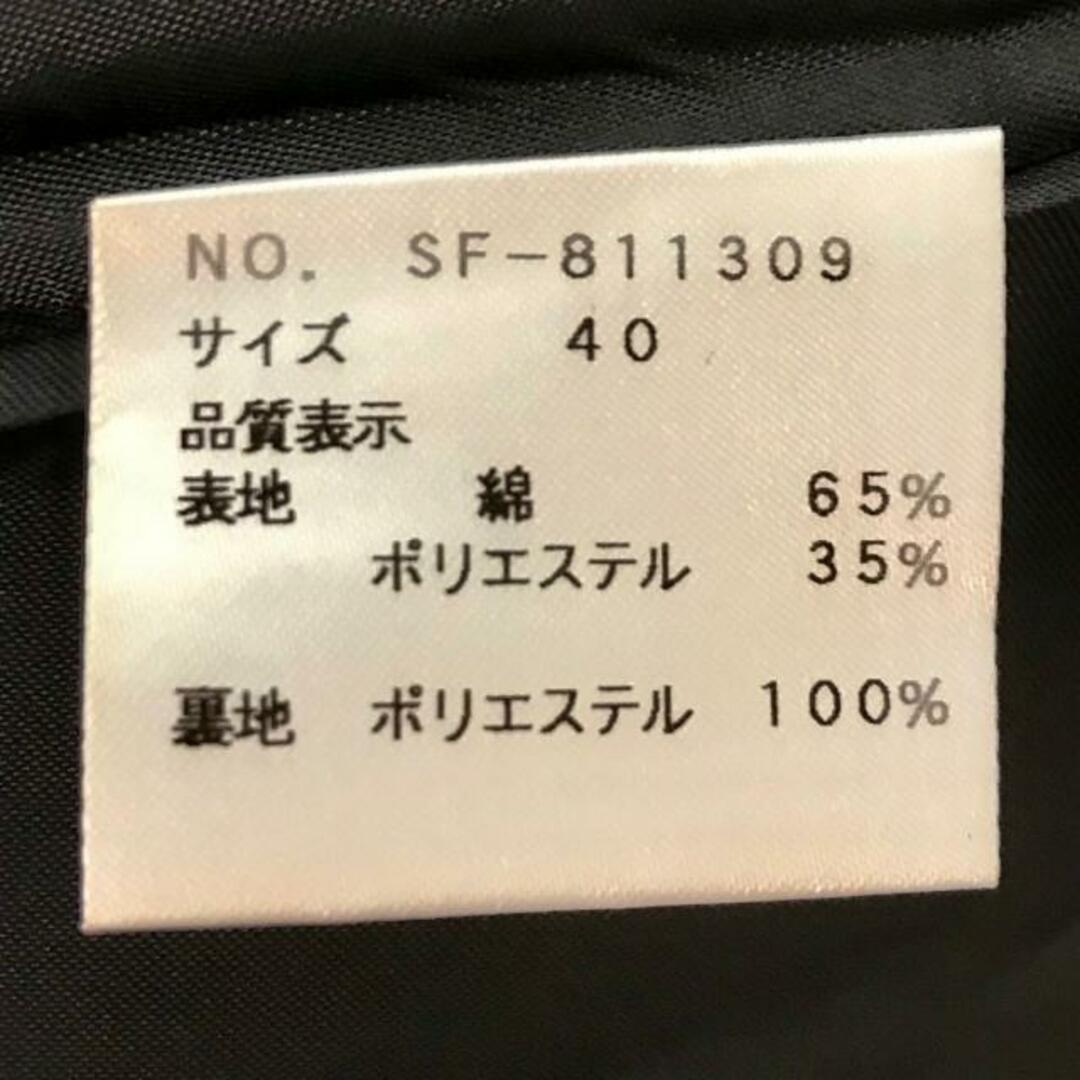 NO. SF-811309
サイズ 40
品質表示
表地 綿 65%
ポリエステル 35%
裏地 ポリエステル 100%